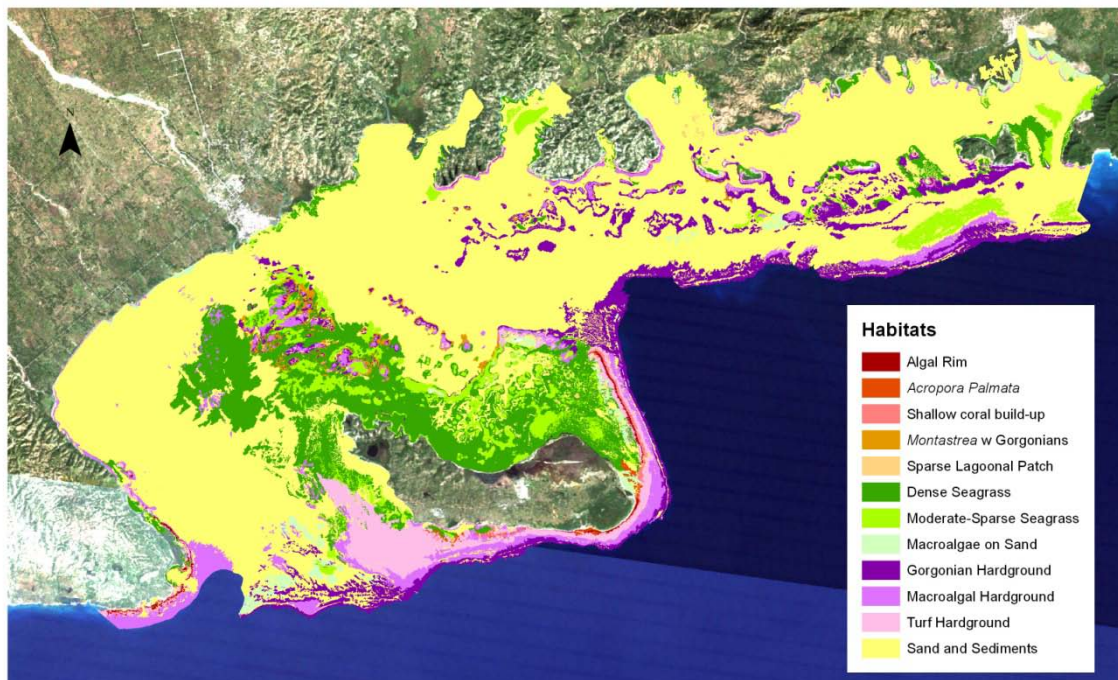 N
Habitats
Algal Rim
Acropora Palmata
Shallow coral build-up
Montastrea w Gorgonians
Sparse Lagoonal Patch
Dense Seagrass
Moderate-Sparse Seagrass
Macroalgae on Sand
Gorgonian Hardground
Macroalgal Hardground
Turf Hardground
Sand and Sediments